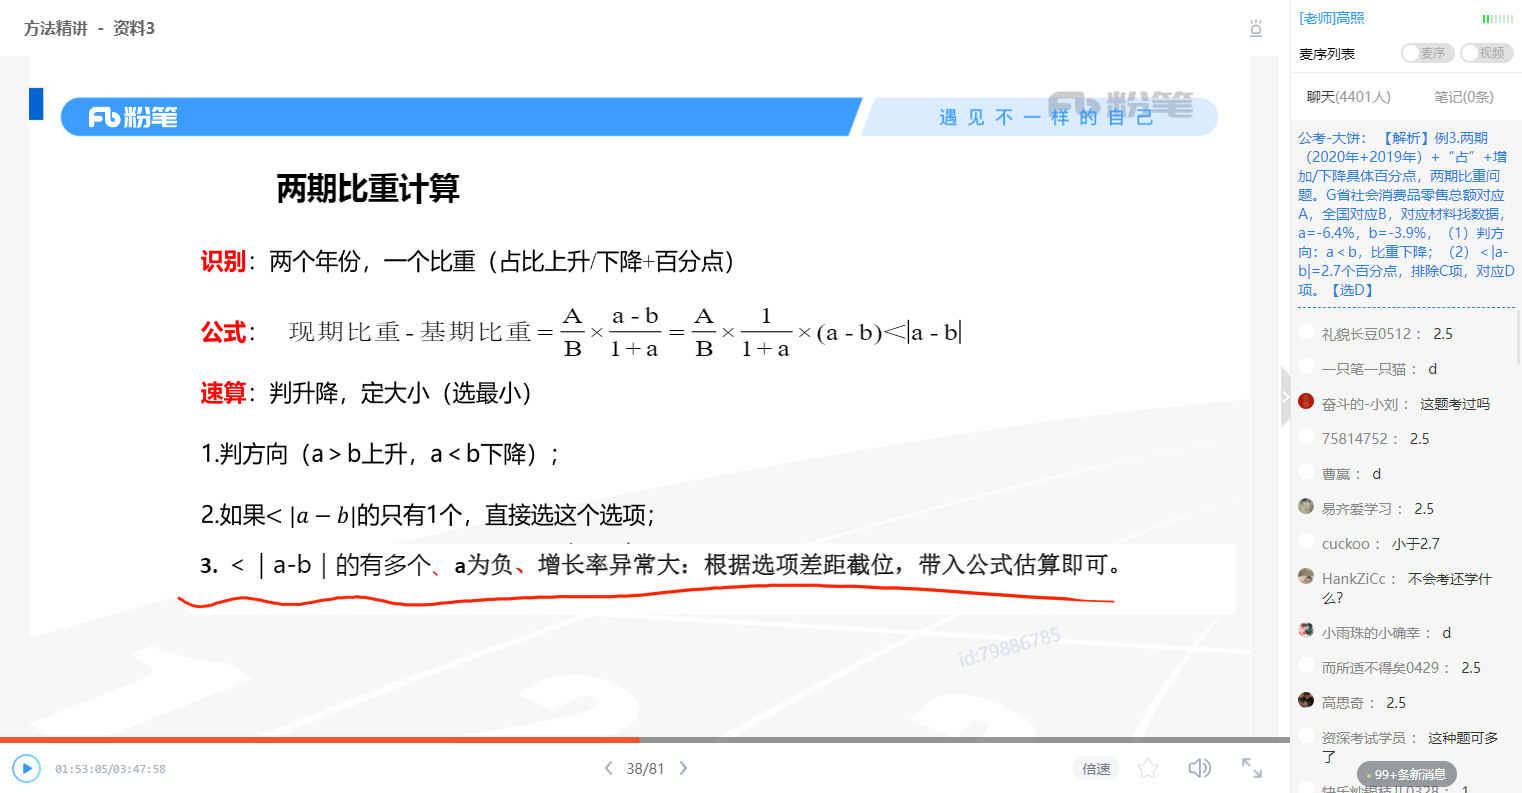 方法精讲 - 资料3
粉笔
遇见不一样的自己
粉笔
两期比重计算
识别：两个年份，一个比重（占比上升/下降+百分点）
公式： 现期比重-基期比重=A/B×(a-b)/(1+a)=A/B×1/(1+a)×(a-b)<|a-b|
速算：判升降，定大小（选最小）
1.判方向（a＞b上升，a＜b下降）；
2.如果< |a－b|的只有1个，直接选这个选项；
3. ＜｜a-b｜的有多个、a为负、增长率异常大：根据选项差距截位，带入公式估算即可。
id:79886785
01:53:05/03:47:58
38/81
倍速
[老师]高照
麦序列表
麦序
视频
聊天(4401人)
笔记(0条)
公考-大饼： 【解析】例3.两期
（2020年+2019年）+“占”+增
加/下降具体百分点，两期比重问
题。G省社会消费品零售总额对应
A，全国对应B，对应材料找数据，
a=-6.4%，b=-3.9%，（1）判方
向：a＜b，比重下降；（2）＜|a-
b|=2.7个百分点，排除C项，对应D
项。【选D】
礼貌长豆0512： 2.5
一只笔一只猫： d
奋斗的-小刘： 这题考过吗
75814752： 2.5
曹嬴： d
易齐爱学习： 2.5
cuckoo： 小于2.7
HankZiCc： 不会考还学什
么？
小雨珠的小确幸： d
而所适不得矣0429： 2.5
高思奇： 2.5
资深考试学员： 这种题可多
了
99+条新消息